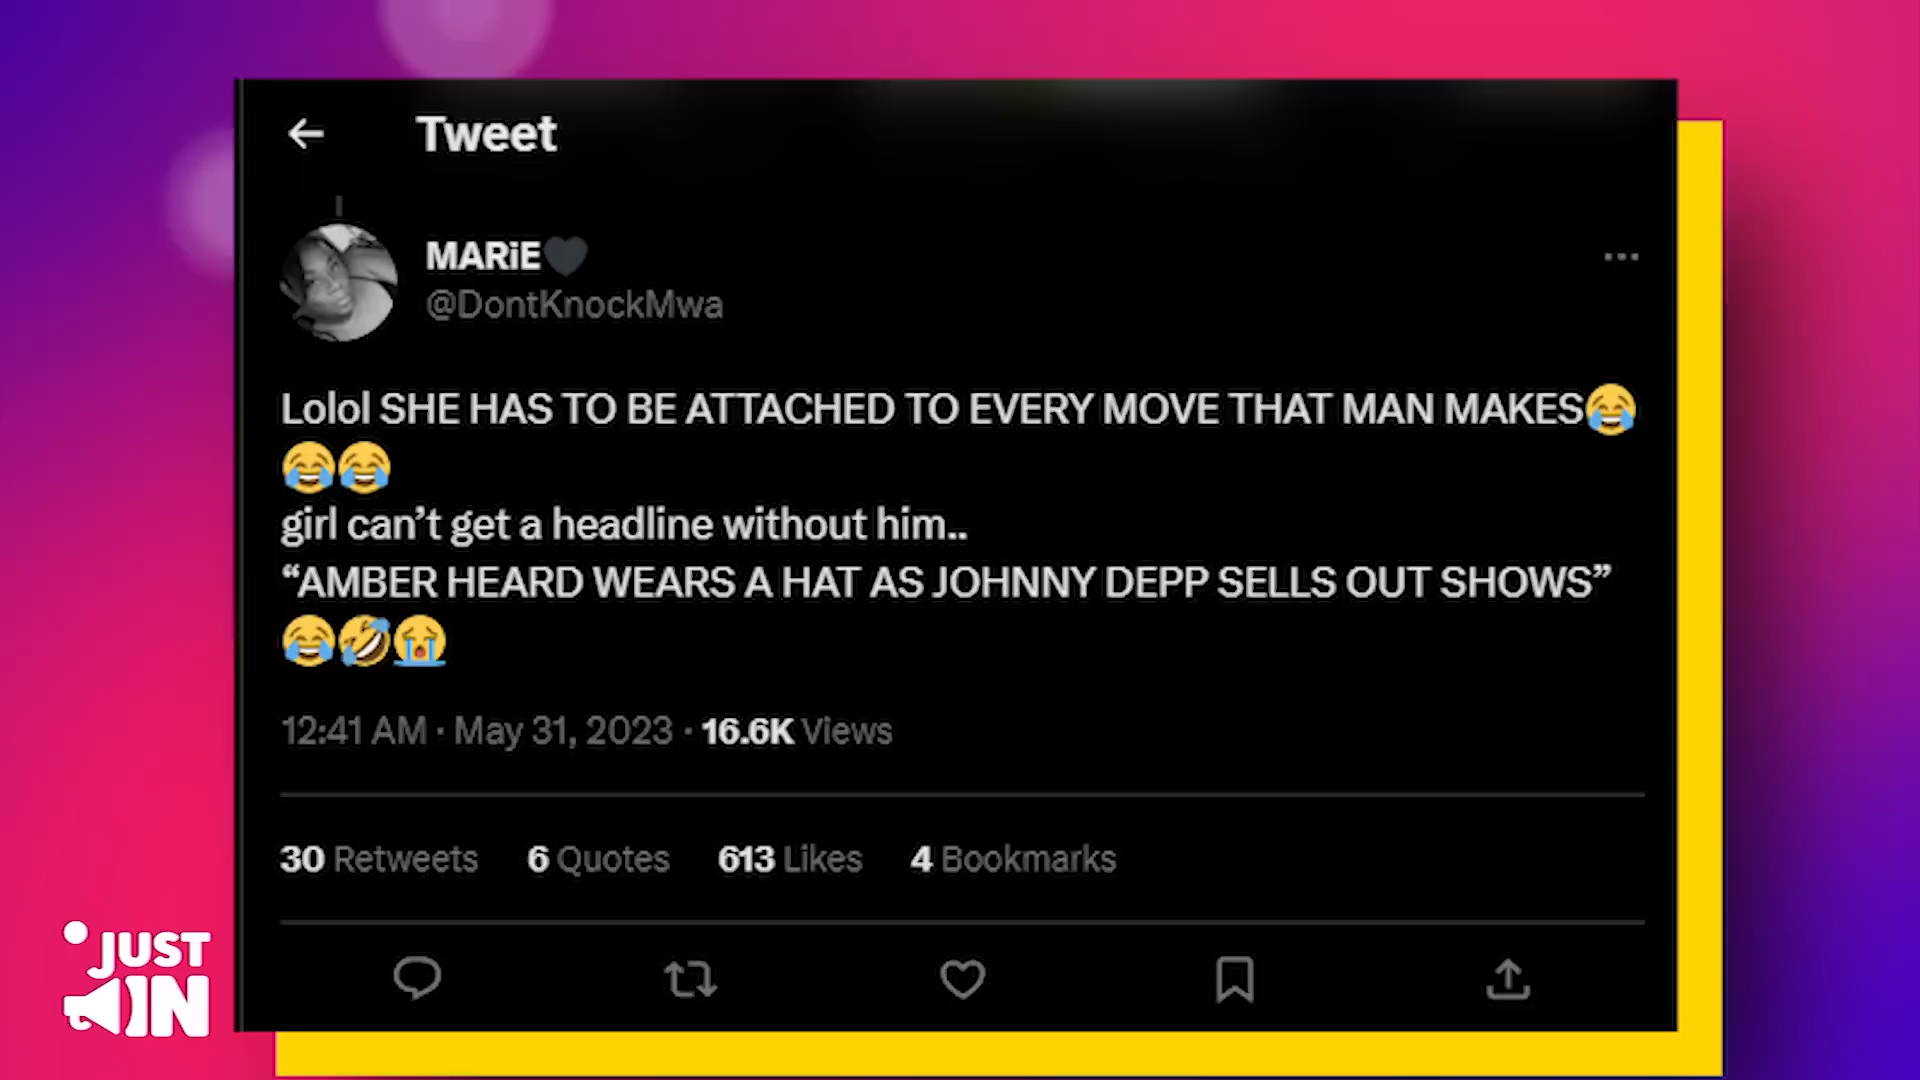 Tweet
MARiE🖤
@DontKnockMwa
Lolol SHE HAS TO BE ATTACHED TO EVERY MOVE THAT MAN MAKES😂
😂😂
girl can’t get a headline without him..
“AMBER HEARD WEARS A HAT AS JOHNNY DEPP SELLS OUT SHOWS”
😂🤣😭
12:41 AM · May 31, 2023 · 16.6K Views
30 Retweets 6 Quotes 613 Likes 4 Bookmarks
JUST
IN